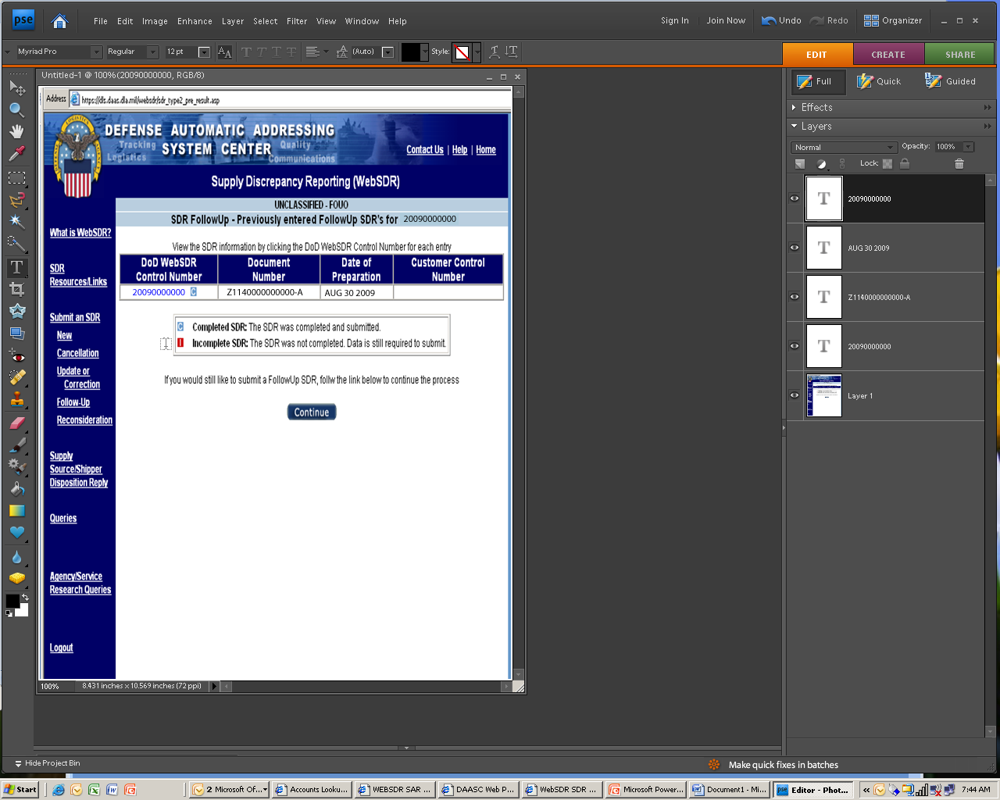 pse
File Edit Image Enhance Layer Select Filter View Window Help
Sign In Join Now Undo Redo Organizer
Myriad Pro Regular 12 pt (Auto) Style:
EDIT CREATE SHARE
Untitled-1 @ 100%(20090000000, RGB/8)
Full Quick Guided
Effects
Layers
Normal Opacity: 100%
Lock:
20090000000
AUG 30 2009
Z1140000000000-A
20090000000
Layer 1
Address https://dls.daas.dla.mil/websdr/sdr_type2_pre_result.asp
DEFENSE AUTOMATIC ADDRESSING
SYSTEM CENTER
Tracking Quality
Logistics Communications
Contact Us | Help | Home
Supply Discrepancy Reporting (WebSDR)
UNCLASSIFIED - FOUO
SDR FollowUp - Previously entered FollowUp SDR's for 20090000000
What is WebSDR?
SDR
Resources/Links
Submit an SDR
New
Cancellation
Update or
Correction
Follow-Up
Reconsideration
Supply
Source/Shipper
Disposition Reply
Queries
Agency/Service
Research Queries
Logout
View the SDR information by clicking the DoD WebSDR Control Number for each entry
DoD WebSDR Control Number Document Number Date of Preparation Customer Control Number
20090000000 C Z1140000000000-A AUG 30 2009
C Completed SDR: The SDR was completed and submitted.
I Incomplete SDR: The SDR was not completed. Data is still required to submit.
If you would still like to submit a FollowUp SDR, follw the link below to continue the process
Continue
100% 8.431 inches x 10.569 inches (72 ppi)
Hide Project Bin
Make quick fixes in batches
Start 2 Microsoft Of... Accounts Looku... WEBSDR SAR ... DAASC Web P... WebSDR SDR ... Microsoft Power... Document1 - Mi... pse Editor - Phot... « 7:44 AM